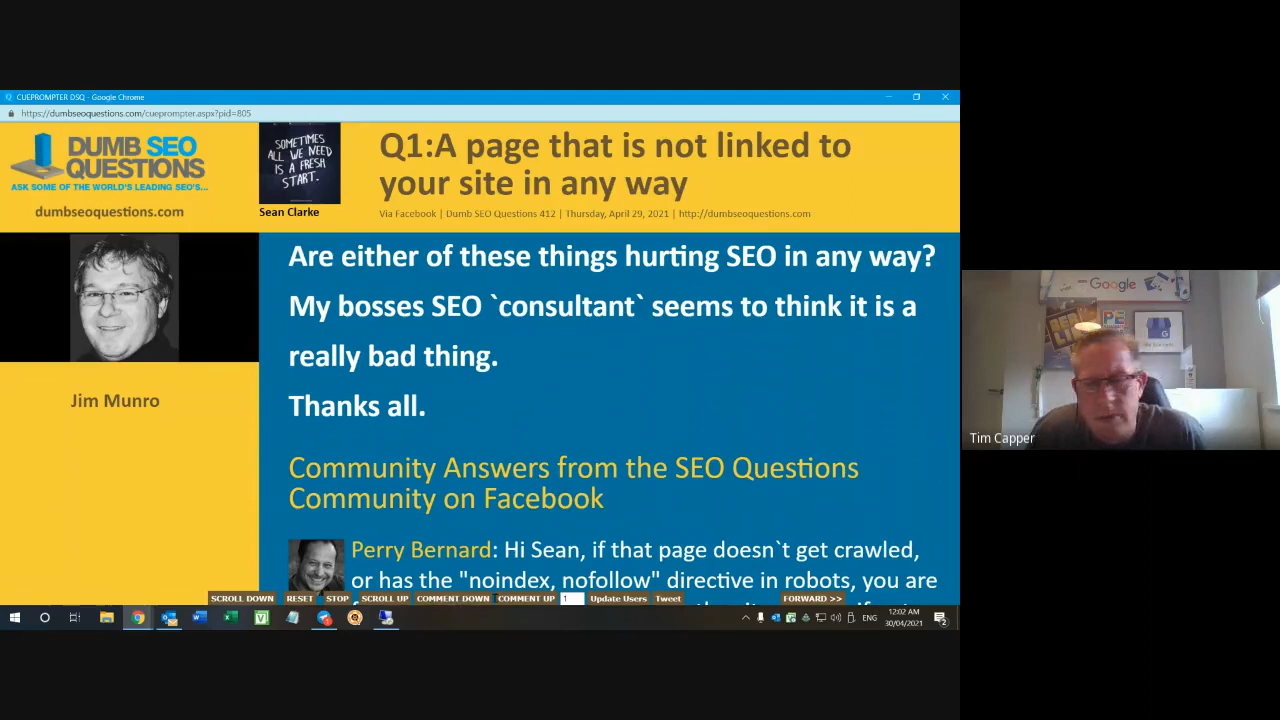 CUEPROMPTER DSQ - Google Chrome
https://dumbseoquestions.com/cueprompter.aspx?pid=805
DUMB SEO
QUESTIONS
ASK SOME OF THE WORLD'S LEADING SEO'S...
dumbseoquestions.com
SOMETIMES
ALL WE NEED
IS A FRESH
START.
Sean Clarke
Q1:A page that is not linked to
your site in any way
Via Facebook | Dumb SEO Questions 412 | Thursday, April 29, 2021 | http://dumbseoquestions.com
Jim Munro
Are either of these things hurting SEO in any way?
My bosses SEO `consultant` seems to think it is a
really bad thing.
Thanks all.
Community Answers from the SEO Questions
Community on Facebook
Perry Bernard: Hi Sean, if that page doesn`t get crawled,
or has the "noindex, nofollow" directive in robots, you are
SCROLL DOWN RESET STOP SCROLL UP COMMENT DOWN COMMENT UP 1 Update Users Tweet FORWARD >>
ENG
12:02 AM
30/04/2021
2
Google
Tim Capper